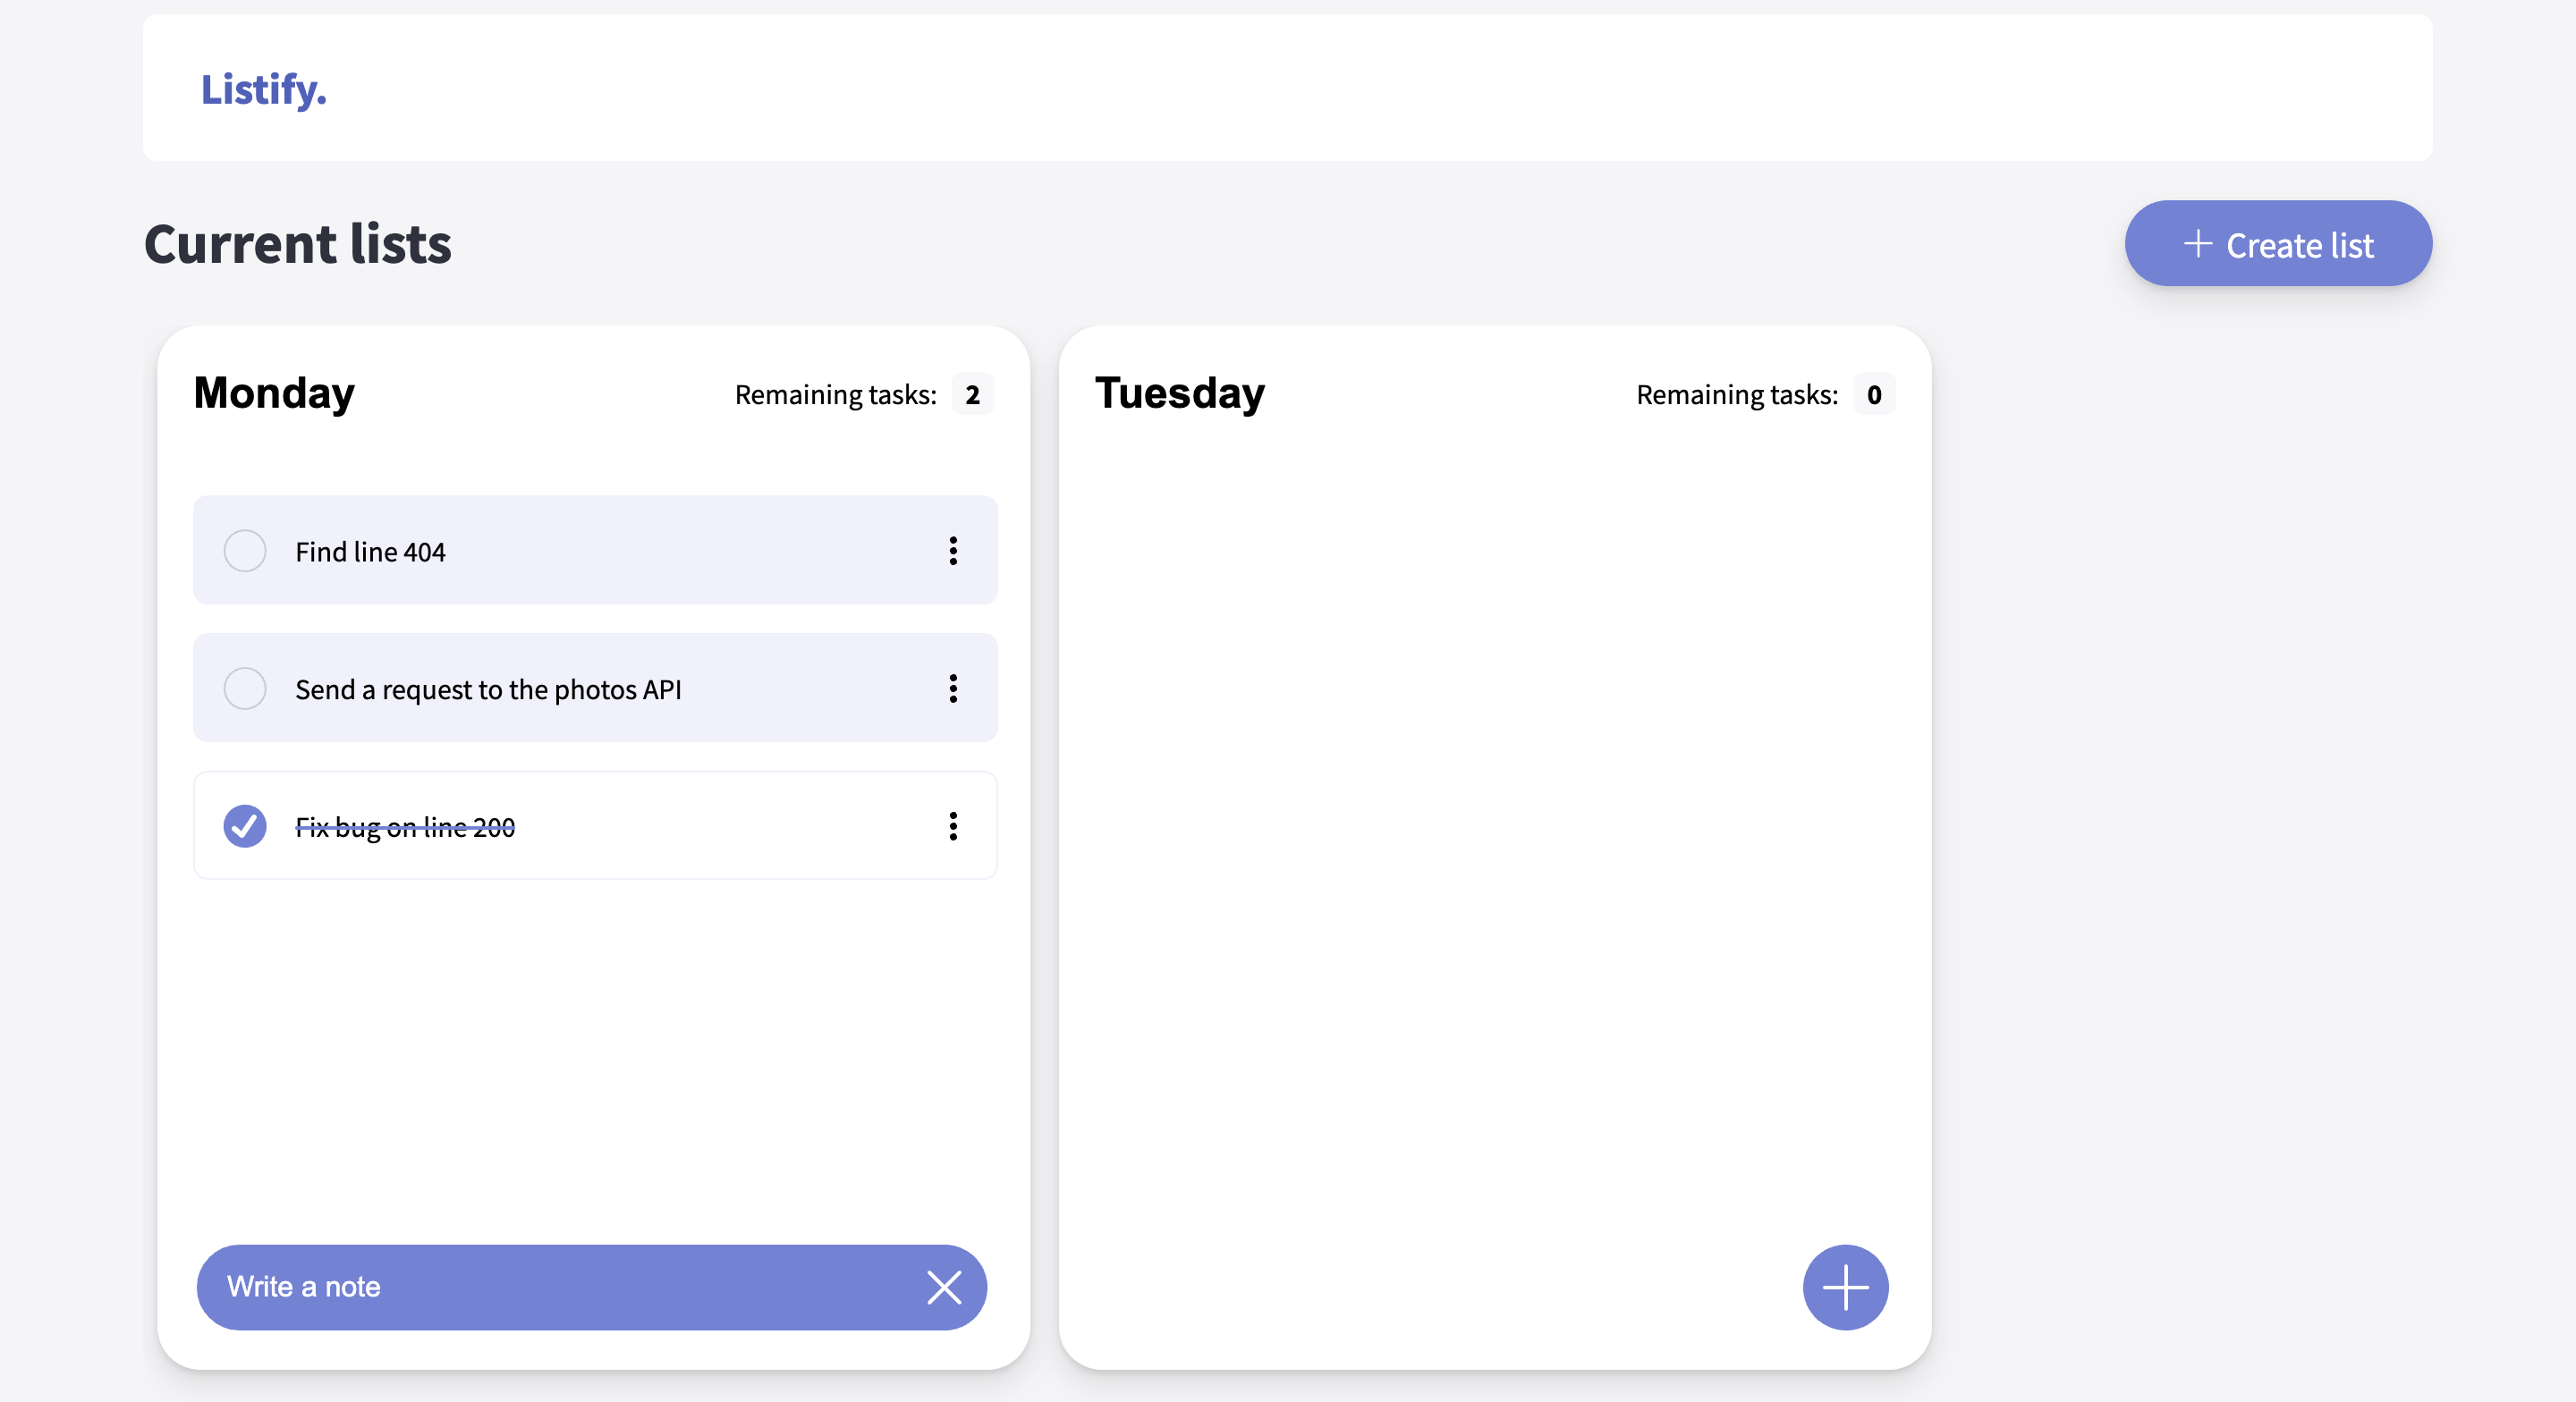 Listify.
Current lists
+ Create list
Monday
Remaining tasks: 2
Find line 404
Send a request to the photos API
Fix bug on line 200
Write a note
Tuesday
Remaining tasks: 0